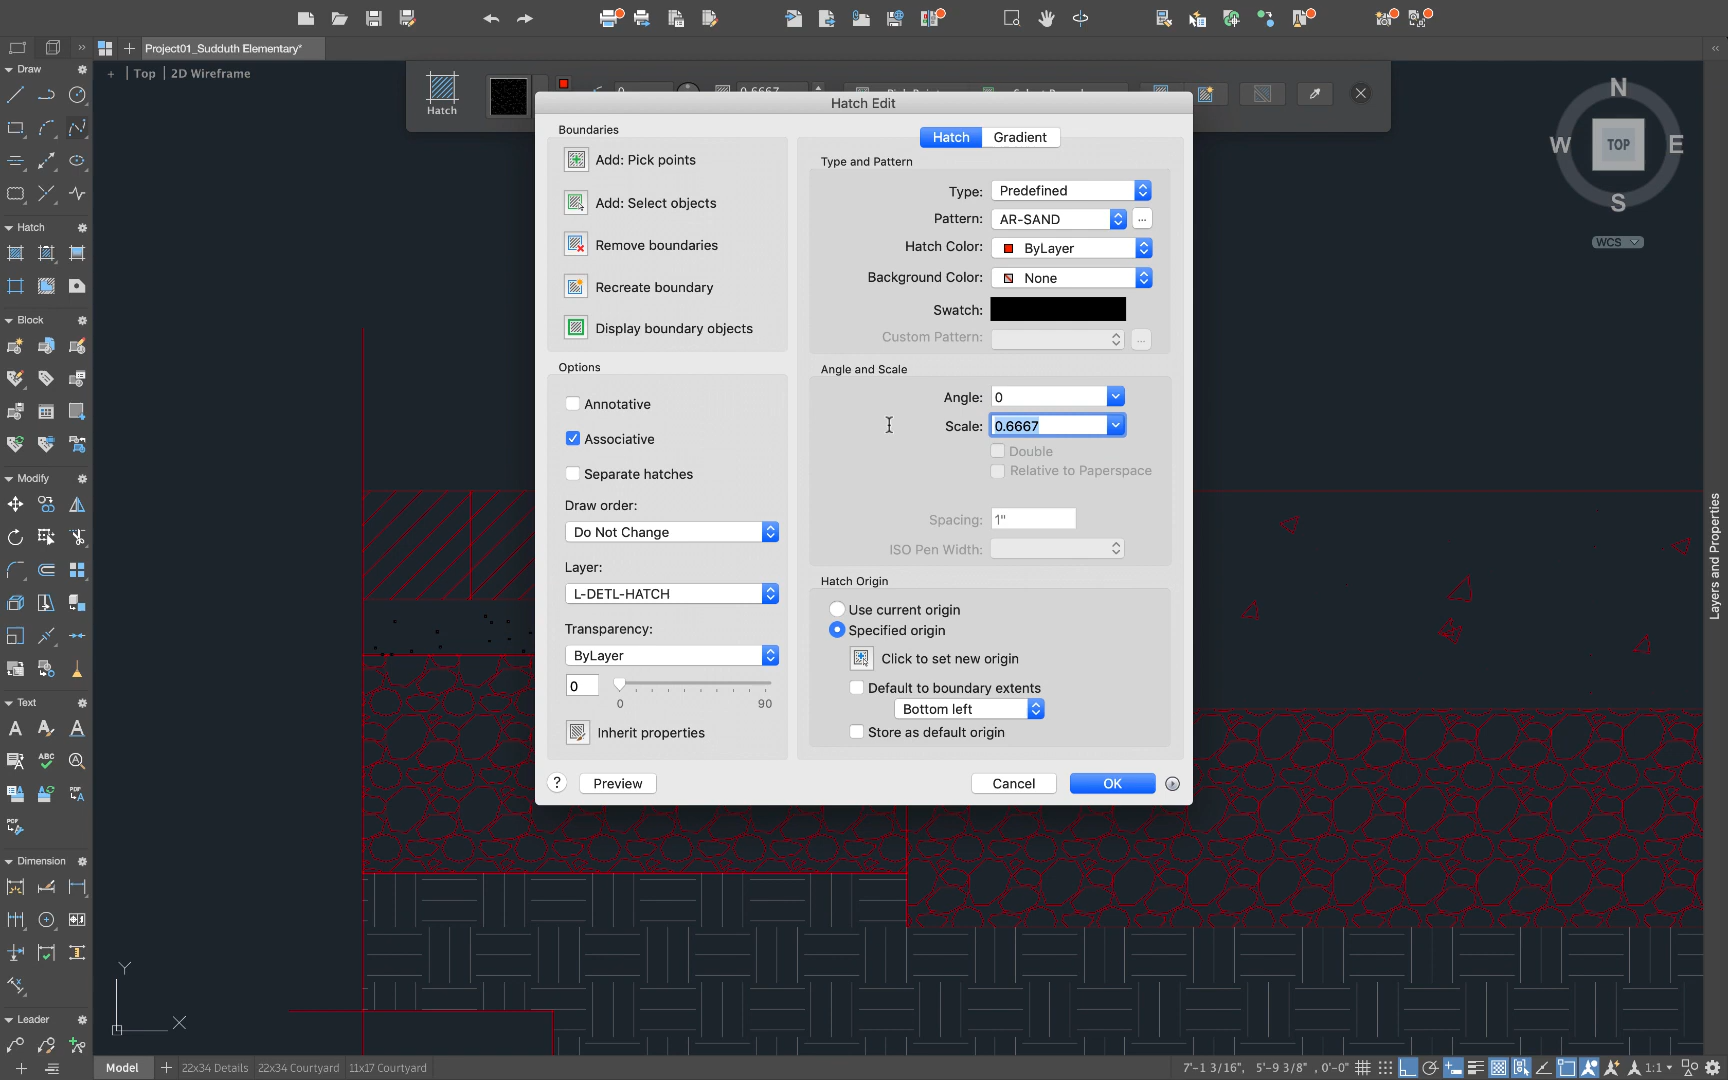 Project01_Sudduth Elementary*
Draw
+ | Top | 2D Wireframe
Hatch
0
0.6667
Hatch Edit
N
W
TOP
E
S
WCS
Boundaries
Add: Pick points
Add: Select objects
Remove boundaries
Recreate boundary
Display boundary objects
Options
Annotative
Associative
Separate hatches
Draw order:
Do Not Change
Layer:
L-DETL-HATCH
Transparency:
ByLayer
0
0
90
Inherit properties
? Preview
Hatch Gradient
Type and Pattern
Type: Predefined
Pattern: AR-SAND ...
Hatch Color: ByLayer
Background Color: None
Swatch:
Custom Pattern: ...
Angle and Scale
Angle: 0
Scale: 0.6667
Double
Relative to Paperspace
Spacing: 1"
ISO Pen Width:
Hatch Origin
Use current origin
Specified origin
Click to set new origin
Default to boundary extents
Bottom left
Store as default origin
Cancel OK
Hatch
Block
Modify
Text
ABC
PDF
PDF
Dimension
Leader
Layers and Properties
Y
X
Model + 22x34 Details 22x34 Courtyard 11x17 Courtyard
7'-1 3/16", 5'-9 3/8" , 0'-0"
1:1